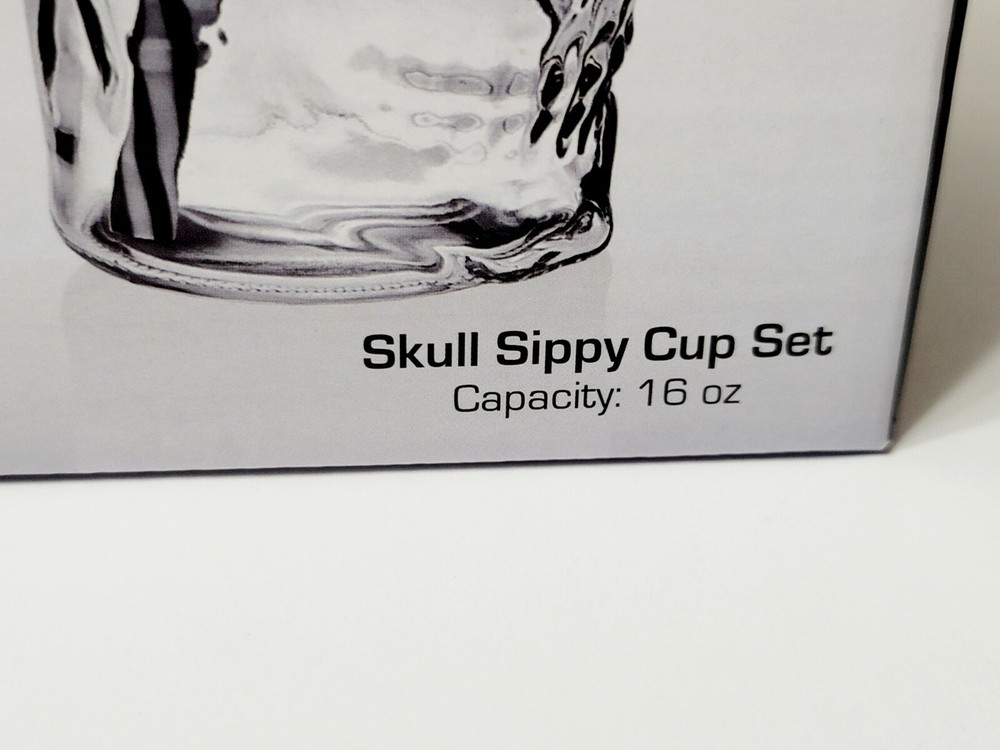 Skull Sippy Cup Set
Capacity: 16 oz